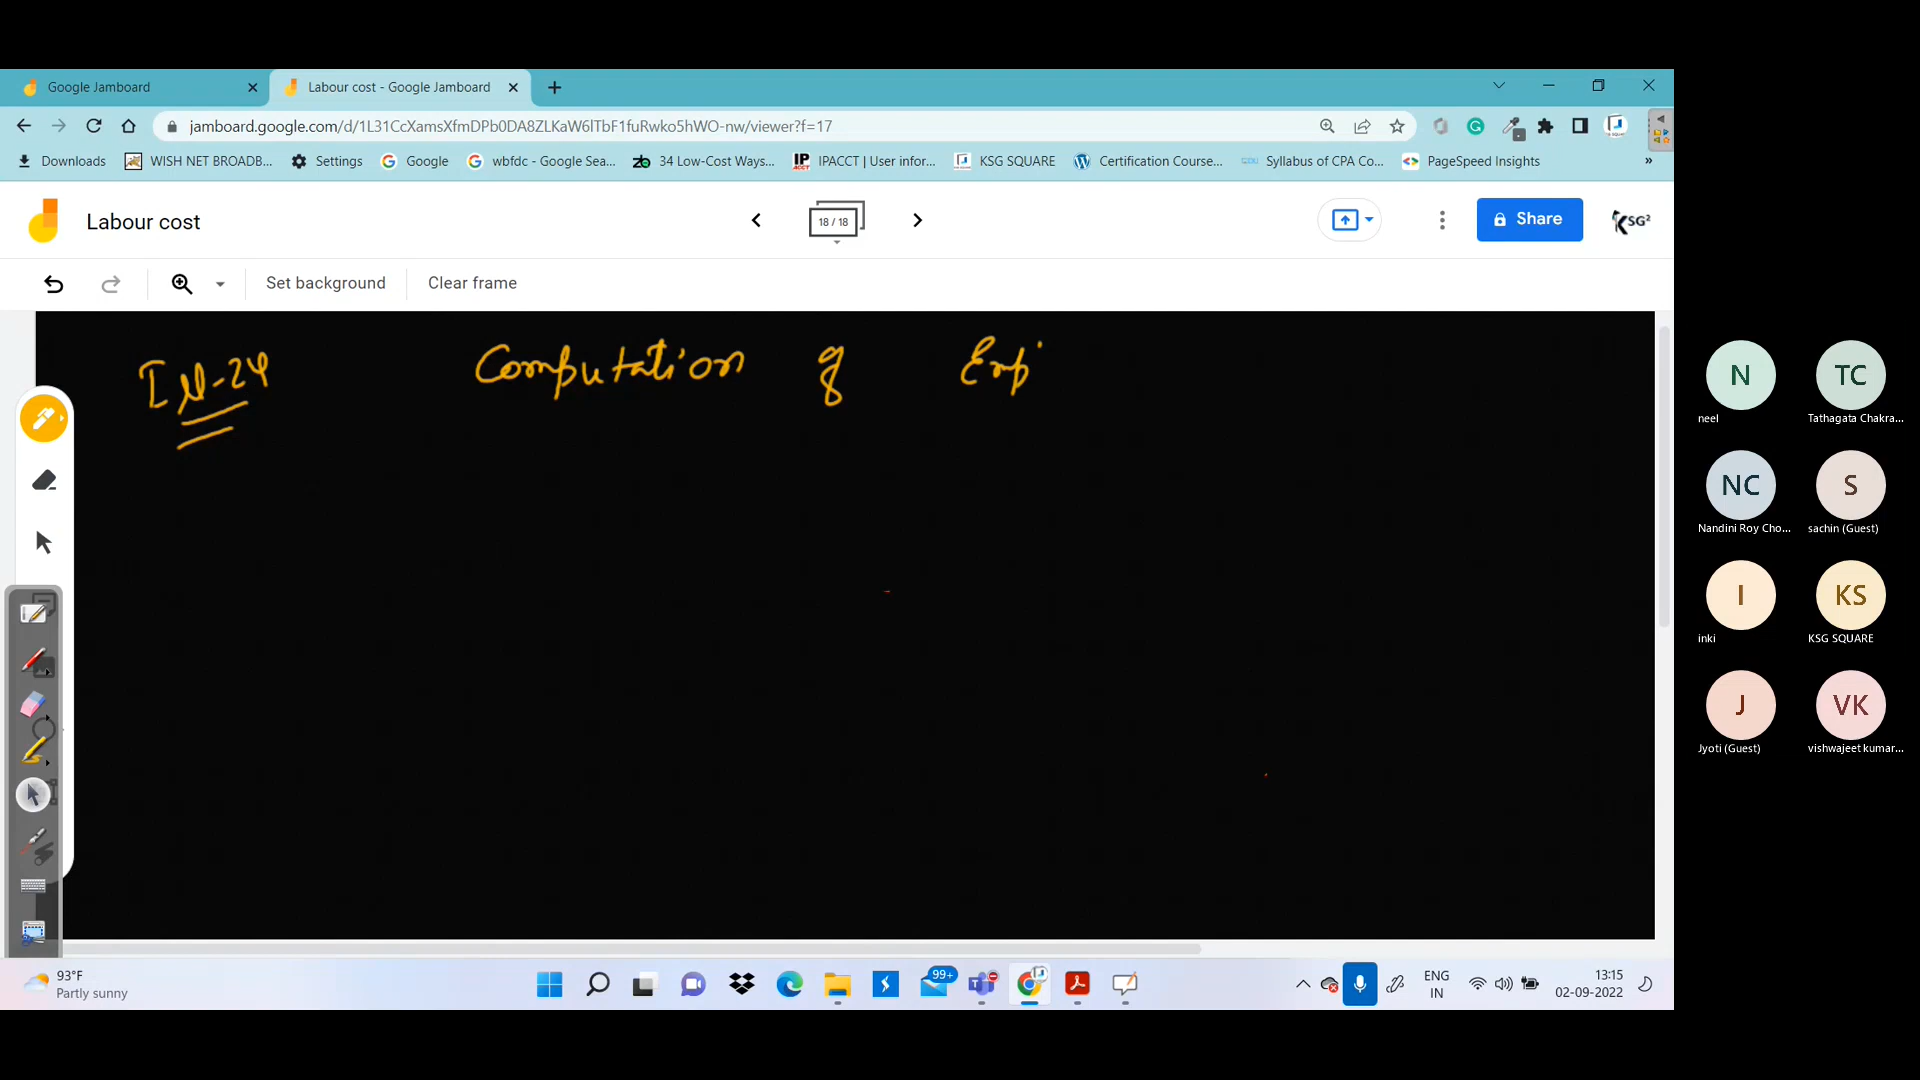 Google Jamboard
Labour cost - Google Jamboard
jamboard.google.com/d/1L31CcXamsXfmDPb0DA8ZLKaW6lTbF1fuRwko5hWO-nw/viewer?f=17
Downloads WISH NET BROADB... Settings Google wbfdc - Google Sea... 34 Low-Cost Ways... IPACCT | User infor... KSG SQUARE Certification Course... Syllabus of CPA Co... PageSpeed Insights »
Labour cost
18 / 18
Share
KSG²
Set background Clear frame
Ill-24 Computation of Emp
N TC
neel Tathagata Chakra...
NC S
Nandini Roy Cho... sachin (Guest)
I KS
inki KSG SQUARE
J VK
Jyoti (Guest) vishwajeet kumar...
93°F
Partly sunny
99+
ENG
IN
13:15
02-09-2022